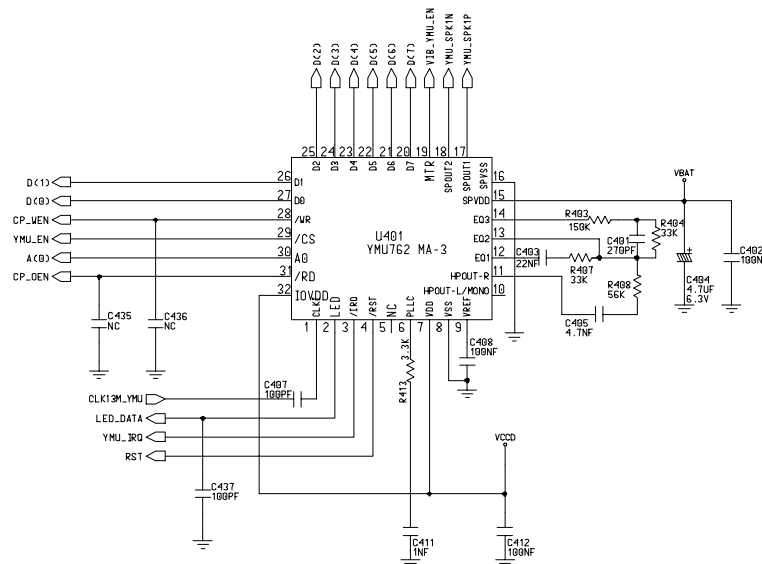 D(2)
D(3)
D(4)
D(5)
D(6)
D(7)
VIB_YMU_EN
YMU_SPK1N
YMU_SPK1P
25 24 23 22 21 20 19 18 17
D2
D3
D4
D5
D6
D7
MTR
SPOUT2
SPOUT1
D(1)
26
D1
D(0)
27
D0
CP_WEN
28
/WR
YMU_EN
29
/CS
A(0)
30
A0
CP_OEN
31
/RD
32
IOVDD
U401
YMU762 MA-3
SPVSS
16
SPVDD
15
EQ3
14
EQ2
13
EQ1
12
HPOUT-R
11
HPOUT-L/MONO
10
VBAT
R403
150K
R404
33K
C401
270PF
C403
22NF
R407
33K
R408
56K
C405
4.7NF
C404
4.7UF
6.3V
C402
100N
C435
NC
C436
NC
CLKI
LED
/IRQ
/RST
NC
PLLC
VDD
VSS
VREF
1 2 3 4 5 6 7 8 9
3.3K
R413
C408
100NF
C407
100PF
CLK13M_YMU
LED_DATA
YMU_IRQ
RST
C437
100PF
VCCD
C411
1NF
C412
100NF